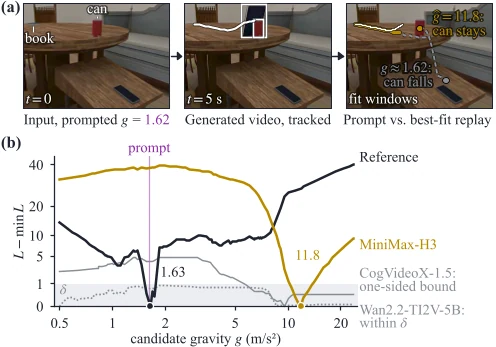 (a)
can
book
t = 0
t = 5 s
ĝ = 11.8:
can stays
g ≈ 1.62:
can falls
fit windows
Input, prompted g = 1.62
Generated video, tracked
Prompt vs. best-fit replay
(b)
prompt
Reference
MiniMax-H3
CogVideoX-1.5:
one-sided bound
Wan2.2-TI2V-5B:
within δ
11.8
1.63
δ
L − min L
40
20
10
5
1
0
0.5 1 2 5 10 20
candidate gravity g (m/s²)